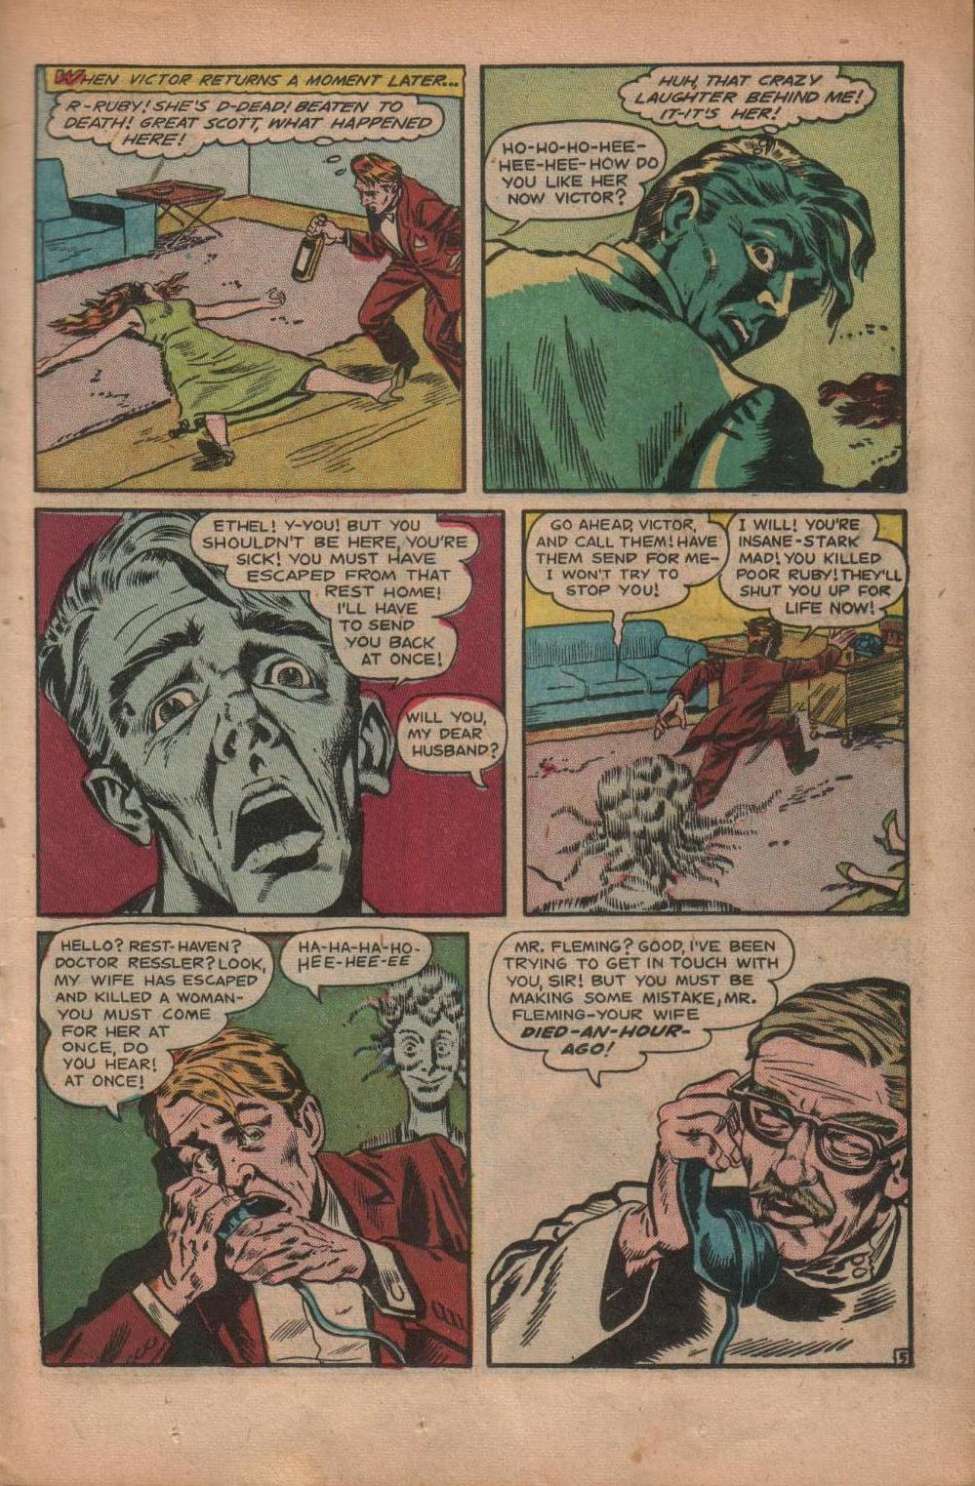 WHEN VICTOR RETURNS A MOMENT LATER...
R-RUBY! SHE'S D-DEAD! BEATEN TO
DEATH! GREAT SCOTT, WHAT HAPPENED
HERE!
HUH, THAT CRAZY
LAUGHTER BEHIND ME!
IT-IT'S HER!
HO-HO-HO-HEE-
HEE-HEE-HOW DO
YOU LIKE HER
NOW VICTOR?
ETHEL! Y-YOU! BUT YOU
SHOULDN'T BE HERE, YOU'RE
SICK! YOU MUST HAVE
ESCAPED FROM THAT
REST HOME!
I'LL HAVE
TO SEND
YOU BACK
AT ONCE!
WILL YOU,
MY DEAR
HUSBAND?
GO AHEAD, VICTOR,
AND CALL THEM! HAVE
THEM SEND FOR ME-
I WON'T TRY TO
STOP YOU!
I WILL! YOU'RE
INSANE-STARK
MAD! YOU KILLED
POOR RUBY! THEY'LL
SHUT YOU UP FOR
LIFE NOW!
HELLO? REST-HAVEN?
DOCTOR RESSLER? LOOK,
MY WIFE HAS ESCAPED
AND KILLED A WOMAN-
YOU MUST COME
FOR HER AT
ONCE, DO
YOU HEAR!
AT ONCE!
HA-HA-HA-HO-
HEE-HEE-EE
MR. FLEMING? GOOD, I'VE BEEN
TRYING TO GET IN TOUCH WITH
YOU, SIR! BUT YOU MUST BE
MAKING SOME MISTAKE, MR.
FLEMING-YOUR WIFE
DIED-AN-HOUR-
AGO!
5